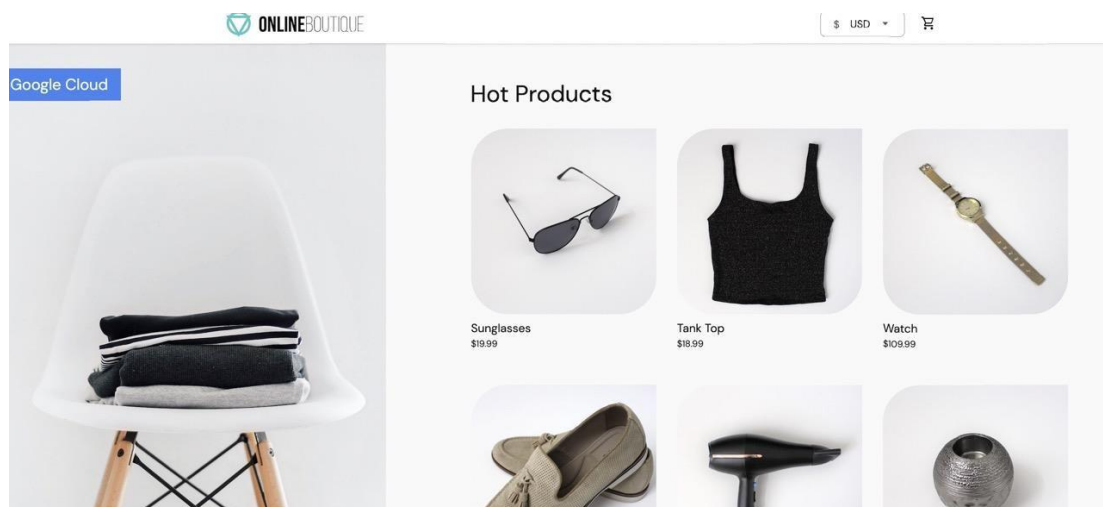 ONLINEBOUTIQUE
$ USD
Google Cloud
Hot Products
Sunglasses
$19.99
Tank Top
$18.99
Watch
$109.99